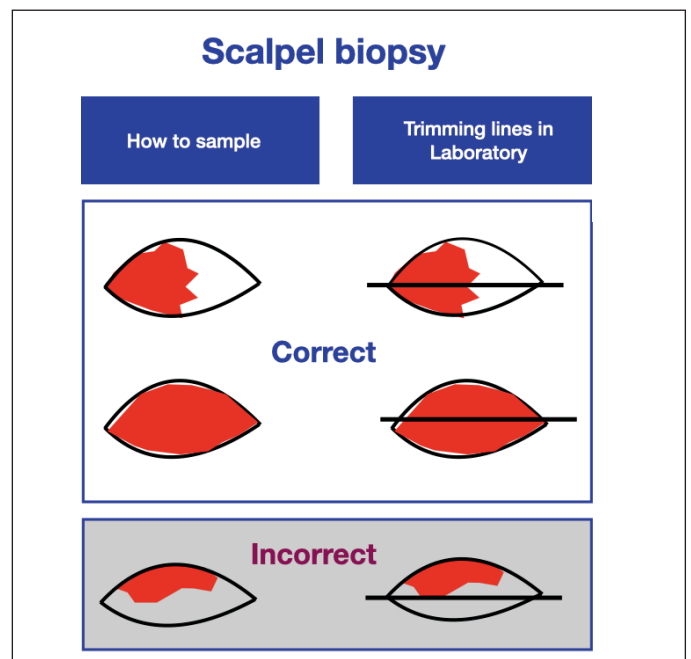 Scalpel biopsy
How to sample
Trimming lines in
Laboratory
Correct
Incorrect